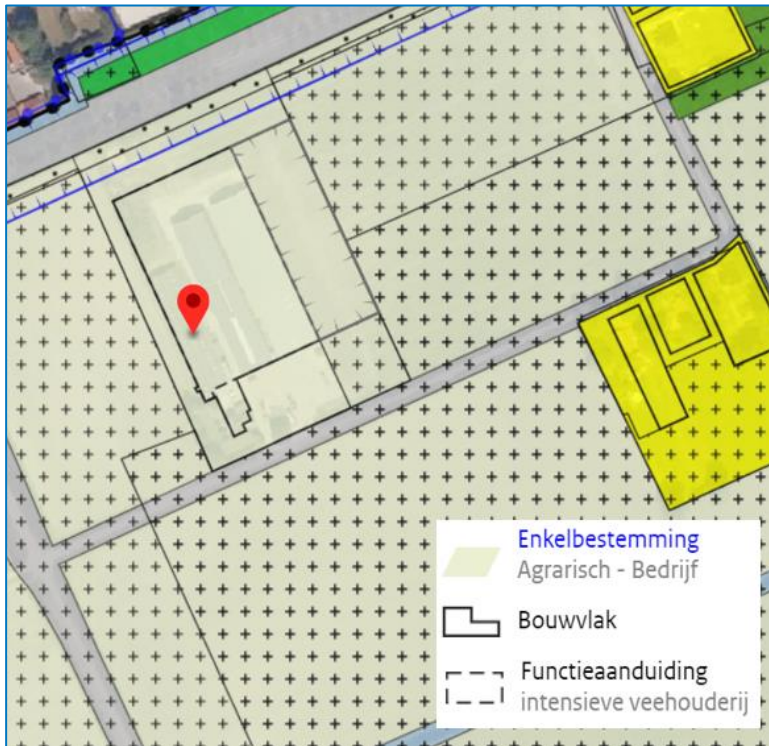 Enkelbestemming
Agrarisch - Bedrijf
Bouwvlak
Functieaanduiding
intensieve veehouderij